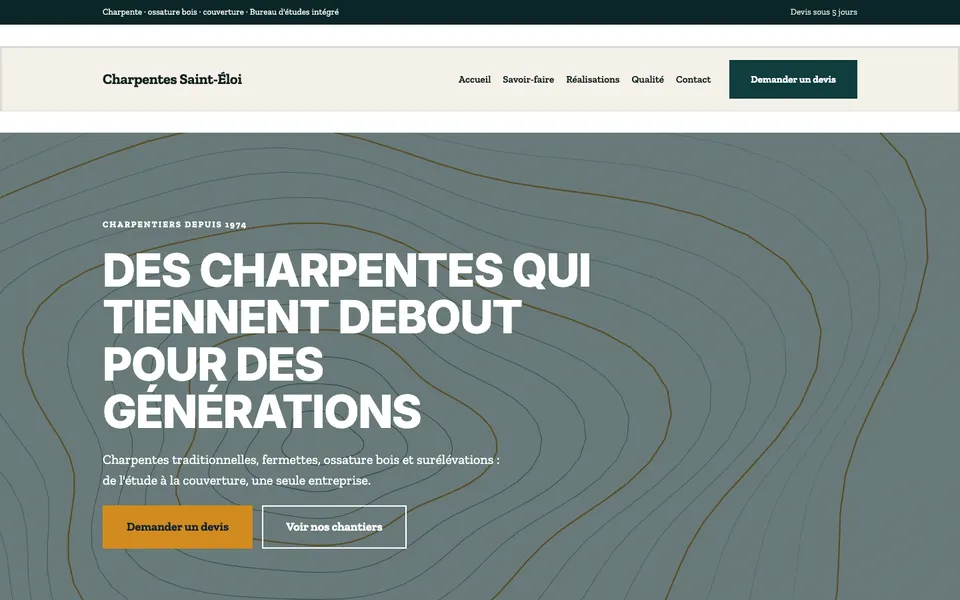 Charpente · ossature bois · couverture · Bureau d'études intégré
Devis sous 5 jours
Charpentes Saint-Éloi
Accueil
Savoir-faire
Réalisations
Qualité
Contact
Demander un devis
CHARPENTIERS DEPUIS 1974
DES CHARPENTES QUI
TIENNENT DEBOUT
POUR DES
GÉNÉRATIONS
Charpentes traditionnelles, fermettes, ossature bois et surélévations :
de l'étude à la couverture, une seule entreprise.
Demander un devis
Voir nos chantiers